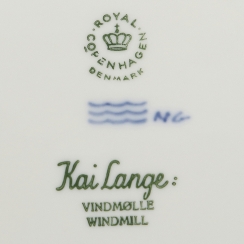 ROYAL
COPENHAGEN
DENMARK
NG
Kai Lange:
VINDMØLLE
WINDMILL